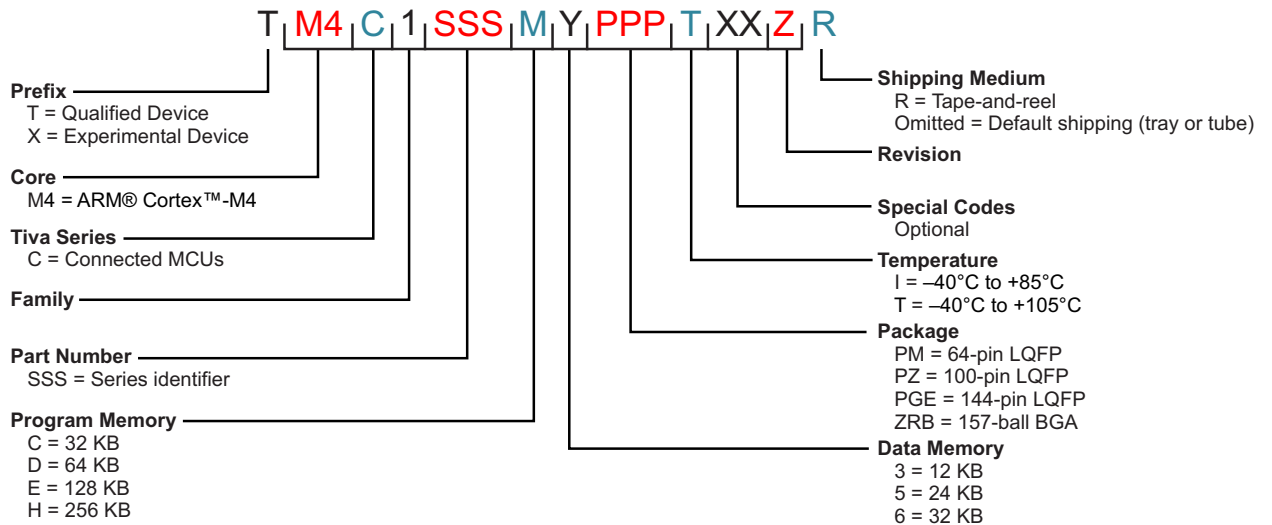 T M4 C 1 SSS M Y PPP T XX Z R
Prefix
T = Qualified Device
X = Experimental Device
Core
M4 = ARM® Cortex™-M4
Tiva Series
C = Connected MCUs
Family
Part Number
SSS = Series identifier
Program Memory
C = 32 KB
D = 64 KB
E = 128 KB
H = 256 KB
Shipping Medium
R = Tape-and-reel
Omitted = Default shipping (tray or tube)
Revision
Special Codes
Optional
Temperature
I = –40°C to +85°C
T = –40°C to +105°C
Package
PM = 64-pin LQFP
PZ = 100-pin LQFP
PGE = 144-pin LQFP
ZRB = 157-ball BGA
Data Memory
3 = 12 KB
5 = 24 KB
6 = 32 KB